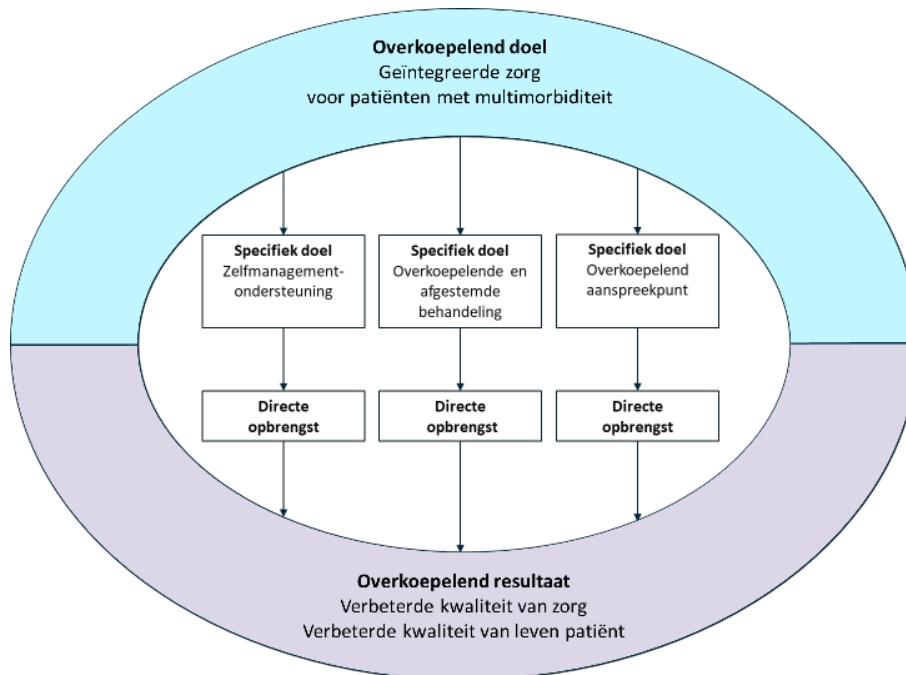 Overkoepelend doel
Geïntegreerde zorg
voor patiënten met multimorbiditeit
Specifiek doel
Zelfmanagement-
ondersteuning
Specifiek doel
Overkoepelende en
afgestemde
behandeling
Specifiek doel
Overkoepelend
aanspreekpunt
Directe
opbrengst
Directe
opbrengst
Directe
opbrengst
Overkoepelend resultaat
Verbeterde kwaliteit van zorg
Verbeterde kwaliteit van leven patiënt